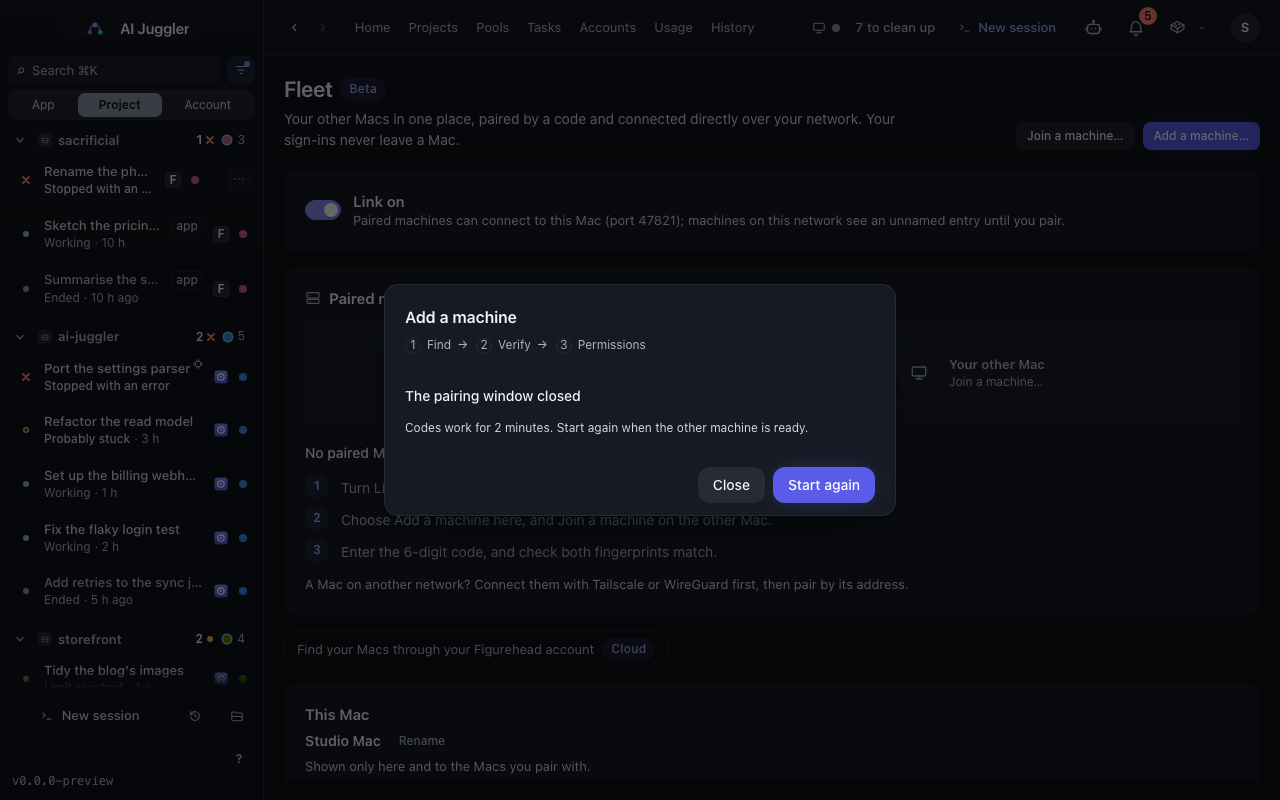 AI Juggler
Search ⌘K
App Project Account
sacrificial 1 3
Rename the ph... F
Stopped with an ...
Sketch the pricin... app F
Working · 10 h
Summarise the s... app F
Ended · 10 h ago
ai-juggler 2 5
Port the settings parser
Stopped with an error
Refactor the read model
Probably stuck · 3 h
Set up the billing webh...
Working · 1 h
Fix the flaky login test
Working · 2 h
Add retries to the sync j...
Ended · 5 h ago
storefront 2 4
Tidy the blog's images
New session
?
v0.0.0-preview
Home Projects Pools Tasks Accounts Usage History 7 to clean up New session 5 S
Fleet Beta
Your other Macs in one place, paired by a code and connected directly over your network. Your
sign-ins never leave a Mac.
Join a machine... Add a machine...
Link on
Paired machines can connect to this Mac (port 47821); machines on this network see an unnamed entry until you pair.
Paired
Your other Mac
Join a machine...
Add a machine
1 Find → 2 Verify → 3 Permissions
The pairing window closed
Codes work for 2 minutes. Start again when the other machine is ready.
Close Start again
No paired
1 Turn
2 Choose Add a machine here, and Join a machine on the other Mac.
3 Enter the 6-digit code, and check both fingerprints match.
A Mac on another network? Connect them with Tailscale or WireGuard first, then pair by its address.
Find your Macs through your Figurehead account Cloud
This Mac
Studio Mac Rename
Shown only here and to the Macs you pair with.